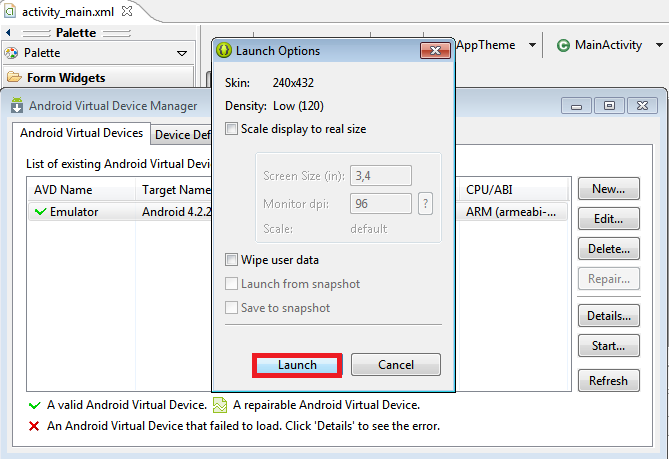 activity_main.xml
Palette
Palette
Form Widgets
AppTheme
MainActivity
Android Virtual Device Manager
Android Virtual Devices
Device Def
List of existing Android Virtual Devic
AVD Name
Target Name
CPU/ABI
Emulator
Android 4.2.2
ARM (armeabi-...
New...
Edit...
Delete...
Repair...
Details...
Start...
Refresh
Launch Options
Skin: 240x432
Density: Low (120)
Scale display to real size
Screen Size (in): 3,4
Monitor dpi: 96 ?
Scale: default
Wipe user data
Launch from snapshot
Save to snapshot
Launch
Cancel
A valid Android Virtual Device. A repairable Android Virtual Device.
An Android Virtual Device that failed to load. Click 'Details' to see the error.